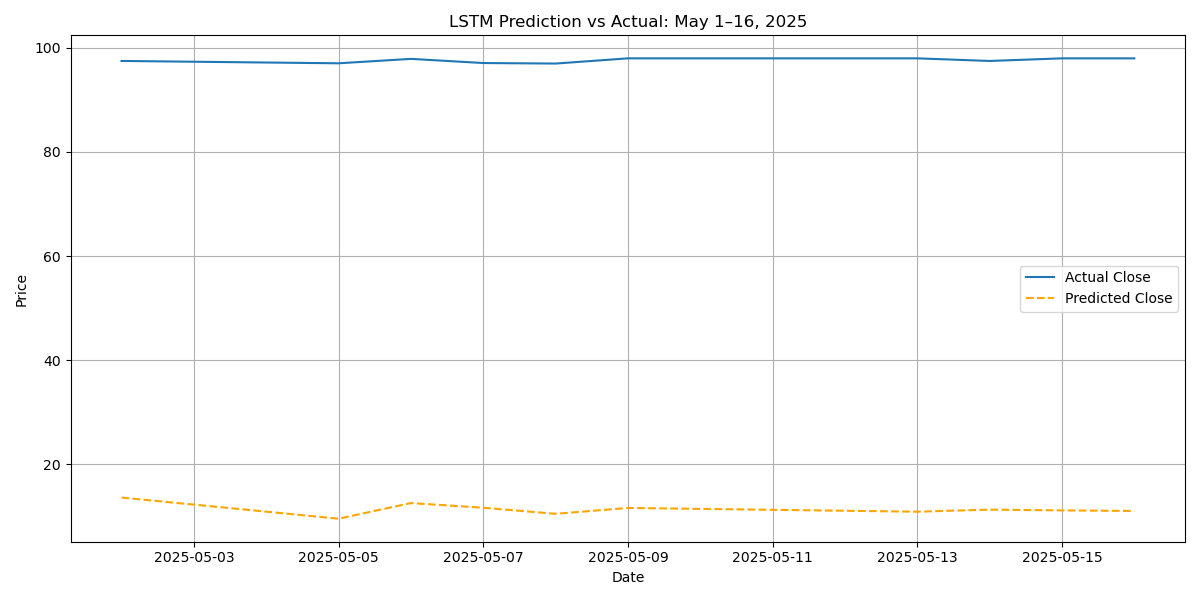 LSTM Prediction vs Actual: May 1–16, 2025
Price
100
80
60
40
20
Actual Close
Predicted Close
2025-05-03
2025-05-05
2025-05-07
2025-05-09
2025-05-11
2025-05-13
2025-05-15
Date